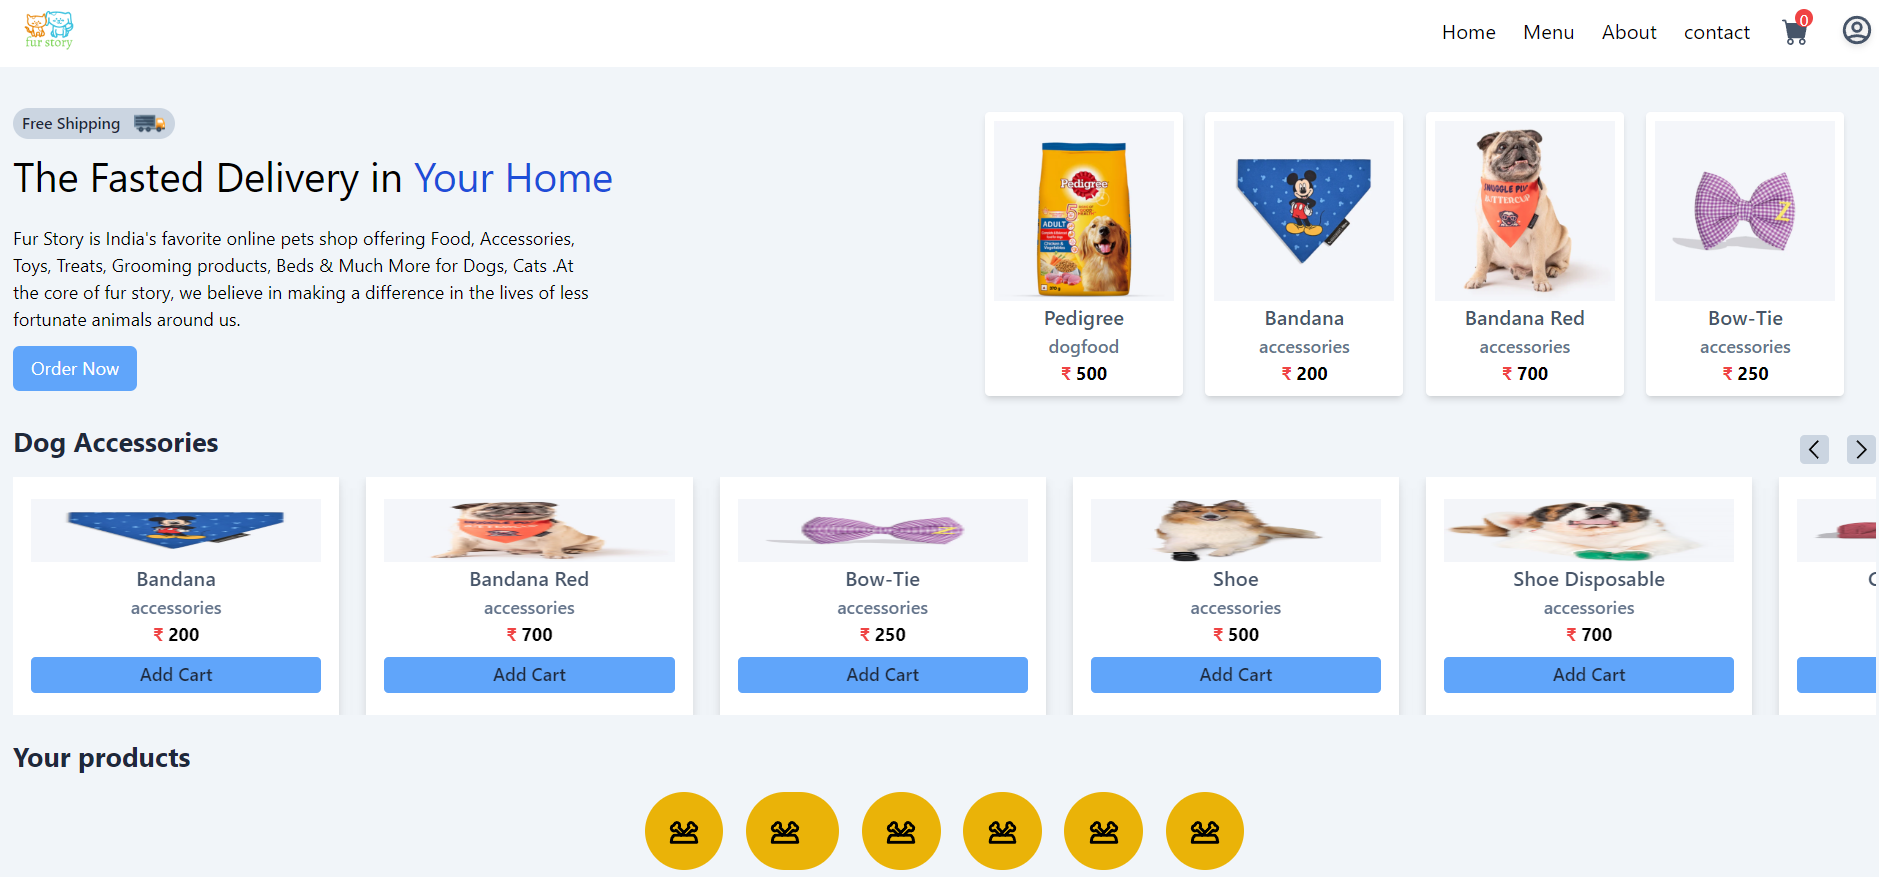 fur story
Home Menu About contact 0
Free Shipping
The Fasted Delivery in Your Home
Fur Story is India's favorite online pets shop offering Food, Accessories,
Toys, Treats, Grooming products, Beds & Much More for Dogs, Cats .At
the core of fur story, we believe in making a difference in the lives of less
fortunate animals around us.
Order Now
Pedigree
ADULT
SNUGGLE PUP
BUTTERCUP
Z
Pedigree
dogfood
₹ 500
Bandana
accessories
₹ 200
Bandana Red
accessories
₹ 700
Bow-Tie
accessories
₹ 250
Dog Accessories
Bandana
accessories
₹ 200
Add Cart
Bandana Red
accessories
₹ 700
Add Cart
Bow-Tie
accessories
₹ 250
Add Cart
Shoe
accessories
₹ 500
Add Cart
Shoe Disposable
accessories
₹ 700
Add Cart
Your products